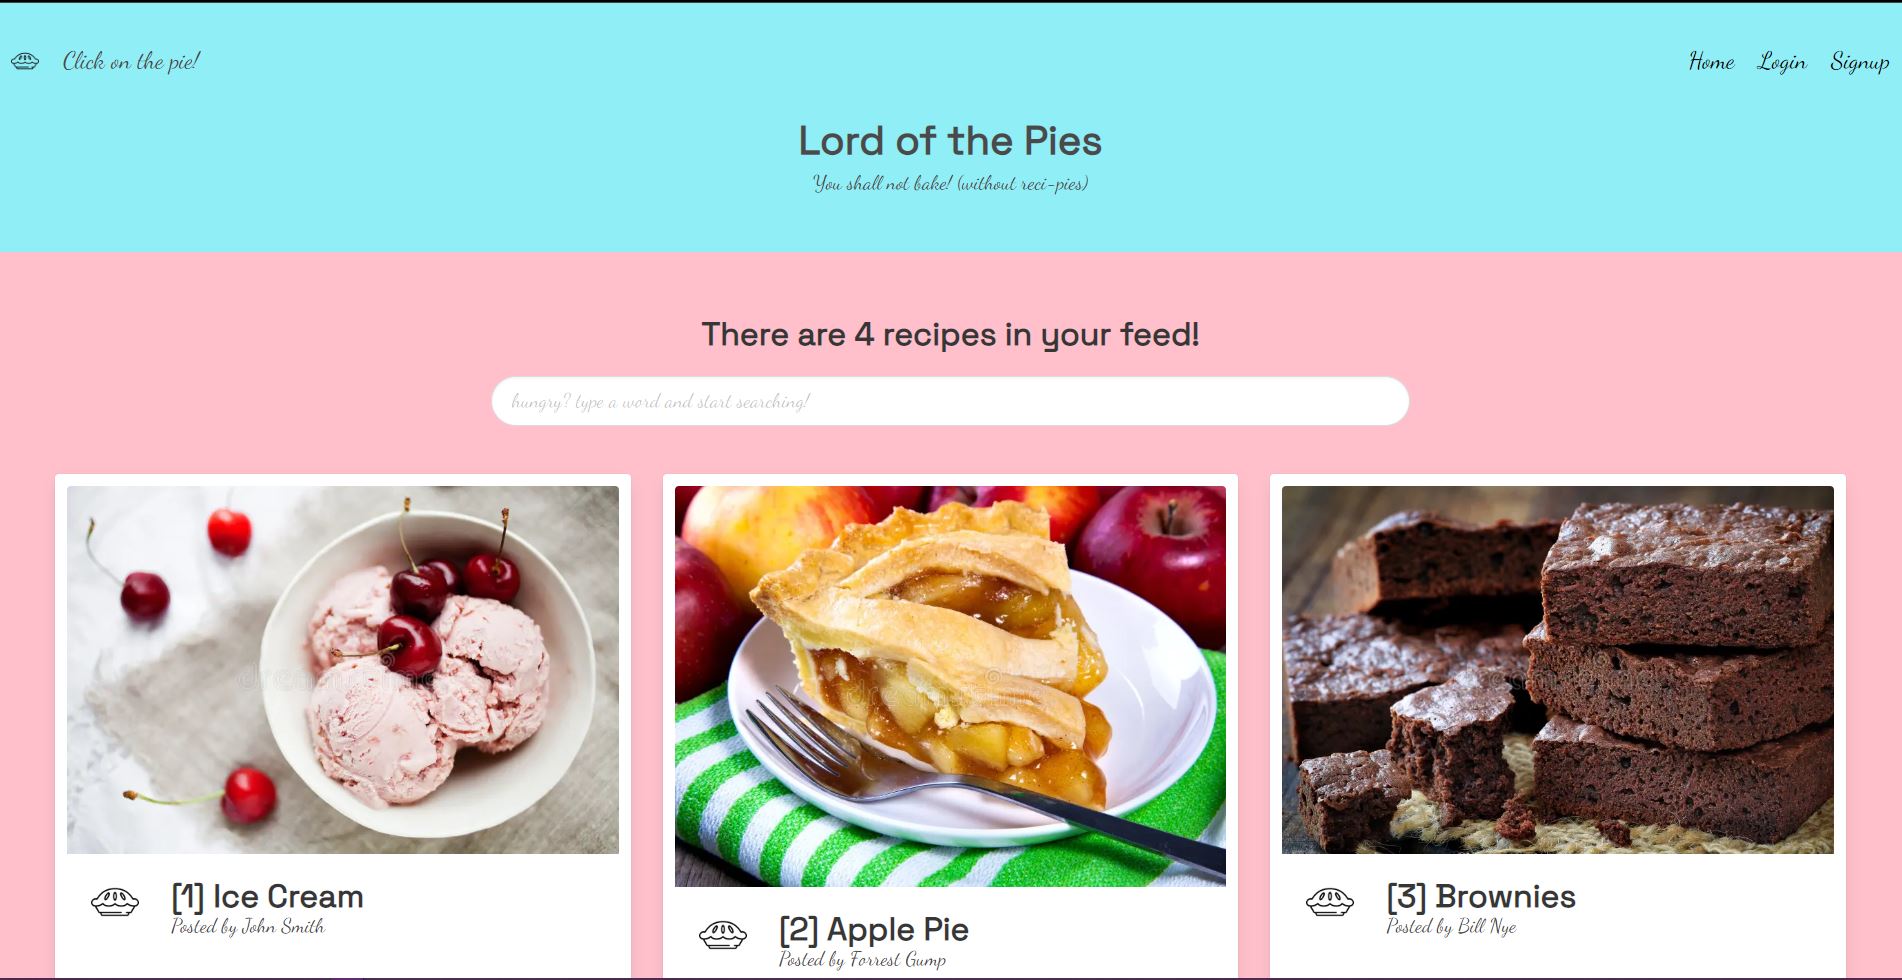 Click on the pie!
Home Login Signup
Lord of the Pies
You shall not bake! (without reci-pies)
There are 4 recipes in your feed!
hungry? type a word and start searching!
dreamstime
dreamstime
[1] Ice Cream
Posted by John Smith
[2] Apple Pie
Posted by Forrest Gump
[3] Brownies
Posted by Bill Nye